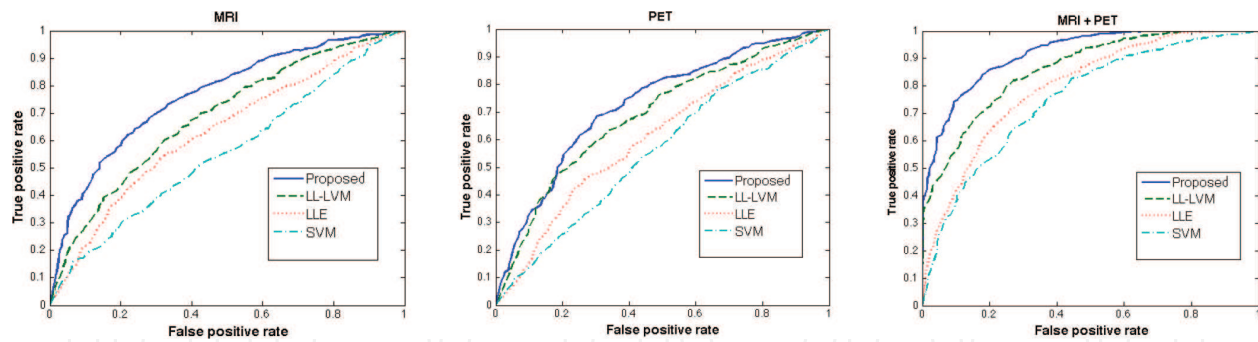 MRI
True positive rate
1
0.9
0.8
0.7
0.6
0.5
0.4
0.3
0.2
0.1
0
Proposed
LL-LVM
LLE
SVM
0 0.2 0.4 0.6 0.8 1
False positive rate
PET
True positive rate
1
0.9
0.8
0.7
0.6
0.5
0.4
0.3
0.2
0.1
0
Proposed
LL-LVM
LLE
SVM
0 0.2 0.4 0.6 0.8 1
False positive rate
MRI + PET
True positive rate
1
0.9
0.8
0.7
0.6
0.5
0.4
0.3
0.2
0.1
0
Proposed
LL-LVM
LLE
SVM
0 0.2 0.4 0.6 0.8 1
False positive rate